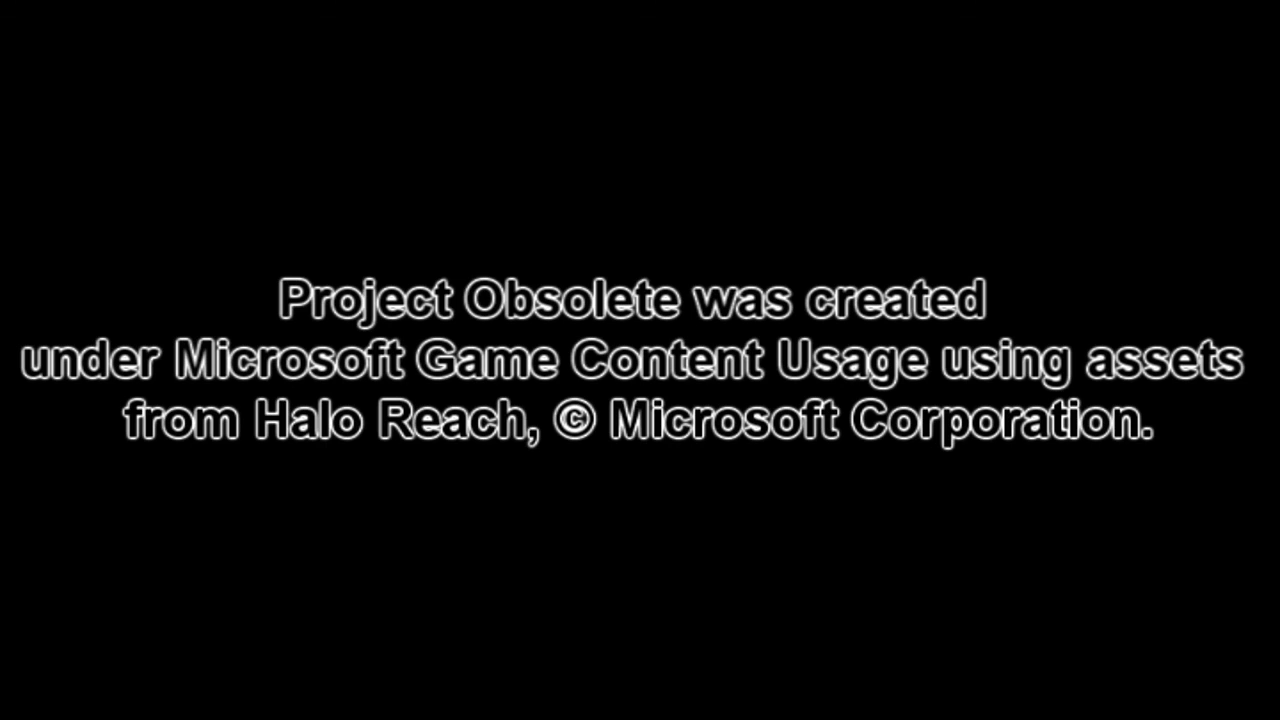 Project Obsolete was created
under Microsoft Game Content Usage using assets
from Halo Reach, © Microsoft Corporation.